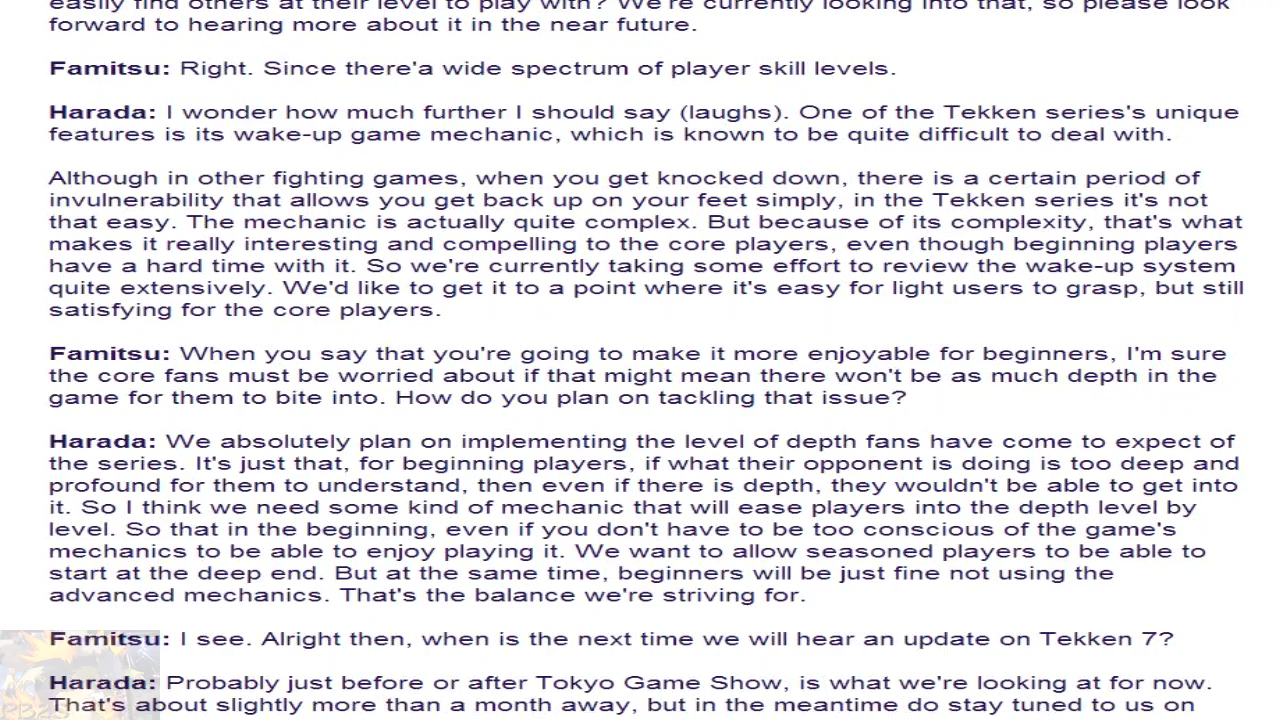 easily find others at their level to play with? We're currently looking into that, so please look
forward to hearing more about it in the near future.
Famitsu: Right. Since there'a wide spectrum of player skill levels.
Harada: I wonder how much further I should say (laughs). One of the Tekken series's unique
features is its wake-up game mechanic, which is known to be quite difficult to deal with.
Although in other fighting games, when you get knocked down, there is a certain period of
invulnerability that allows you get back up on your feet simply, in the Tekken series it's not
that easy. The mechanic is actually quite complex. But because of its complexity, that's what
makes it really interesting and compelling to the core players, even though beginning players
have a hard time with it. So we're currently taking some effort to review the wake-up system
quite extensively. We'd like to get it to a point where it's easy for light users to grasp, but still
satisfying for the core players.
Famitsu: When you say that you're going to make it more enjoyable for beginners, I'm sure
the core fans must be worried about if that might mean there won't be as much depth in the
game for them to bite into. How do you plan on tackling that issue?
Harada: We absolutely plan on implementing the level of depth fans have come to expect of
the series. It's just that, for beginning players, if what their opponent is doing is too deep and
profound for them to understand, then even if there is depth, they wouldn't be able to get into
it. So I think we need some kind of mechanic that will ease players into the depth level by
level. So that in the beginning, even if you don't have to be too conscious of the game's
mechanics to be able to enjoy playing it. We want to allow seasoned players to be able to
start at the deep end. But at the same time, beginners will be just fine not using the
advanced mechanics. That's the balance we're striving for.
Famitsu: I see. Alright then, when is the next time we will hear an update on Tekken 7?
Harada: Probably just before or after Tokyo Game Show, is what we're looking at for now.
That's about slightly more than a month away, but in the meantime do stay tuned to us on